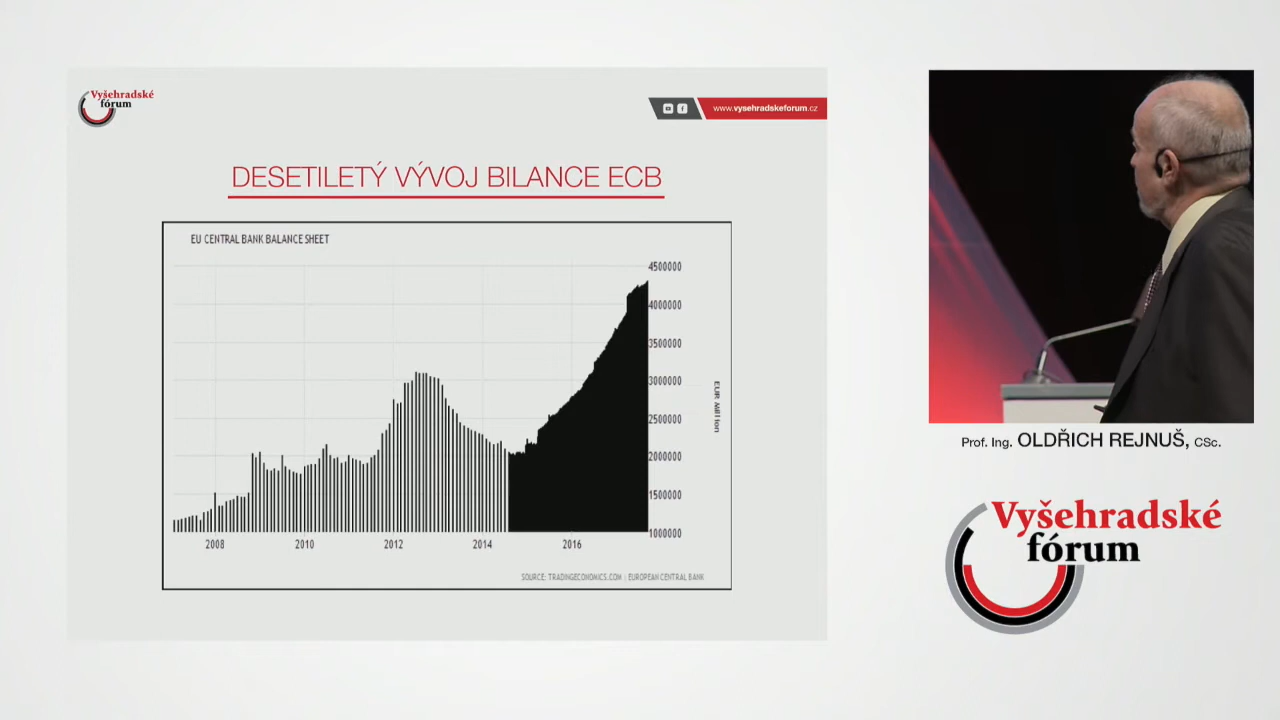 Vyšehradské
fórum
www.vysehradskeforum.cz
DESETILETÝ VÝVOJ BILANCE ECB
EU CENTRAL BANK BALANCE SHEET
4500000
4000000
3500000
3000000
2500000
2000000
1500000
1000000
EUR Million
2008 2010 2012 2014 2016
SOURCE: TRADINGECONOMICS.COM | EUROPEAN CENTRAL BANK
Prof. Ing. OLDŘICH REJNUŠ, CSc.
Vyšehradské
fórum